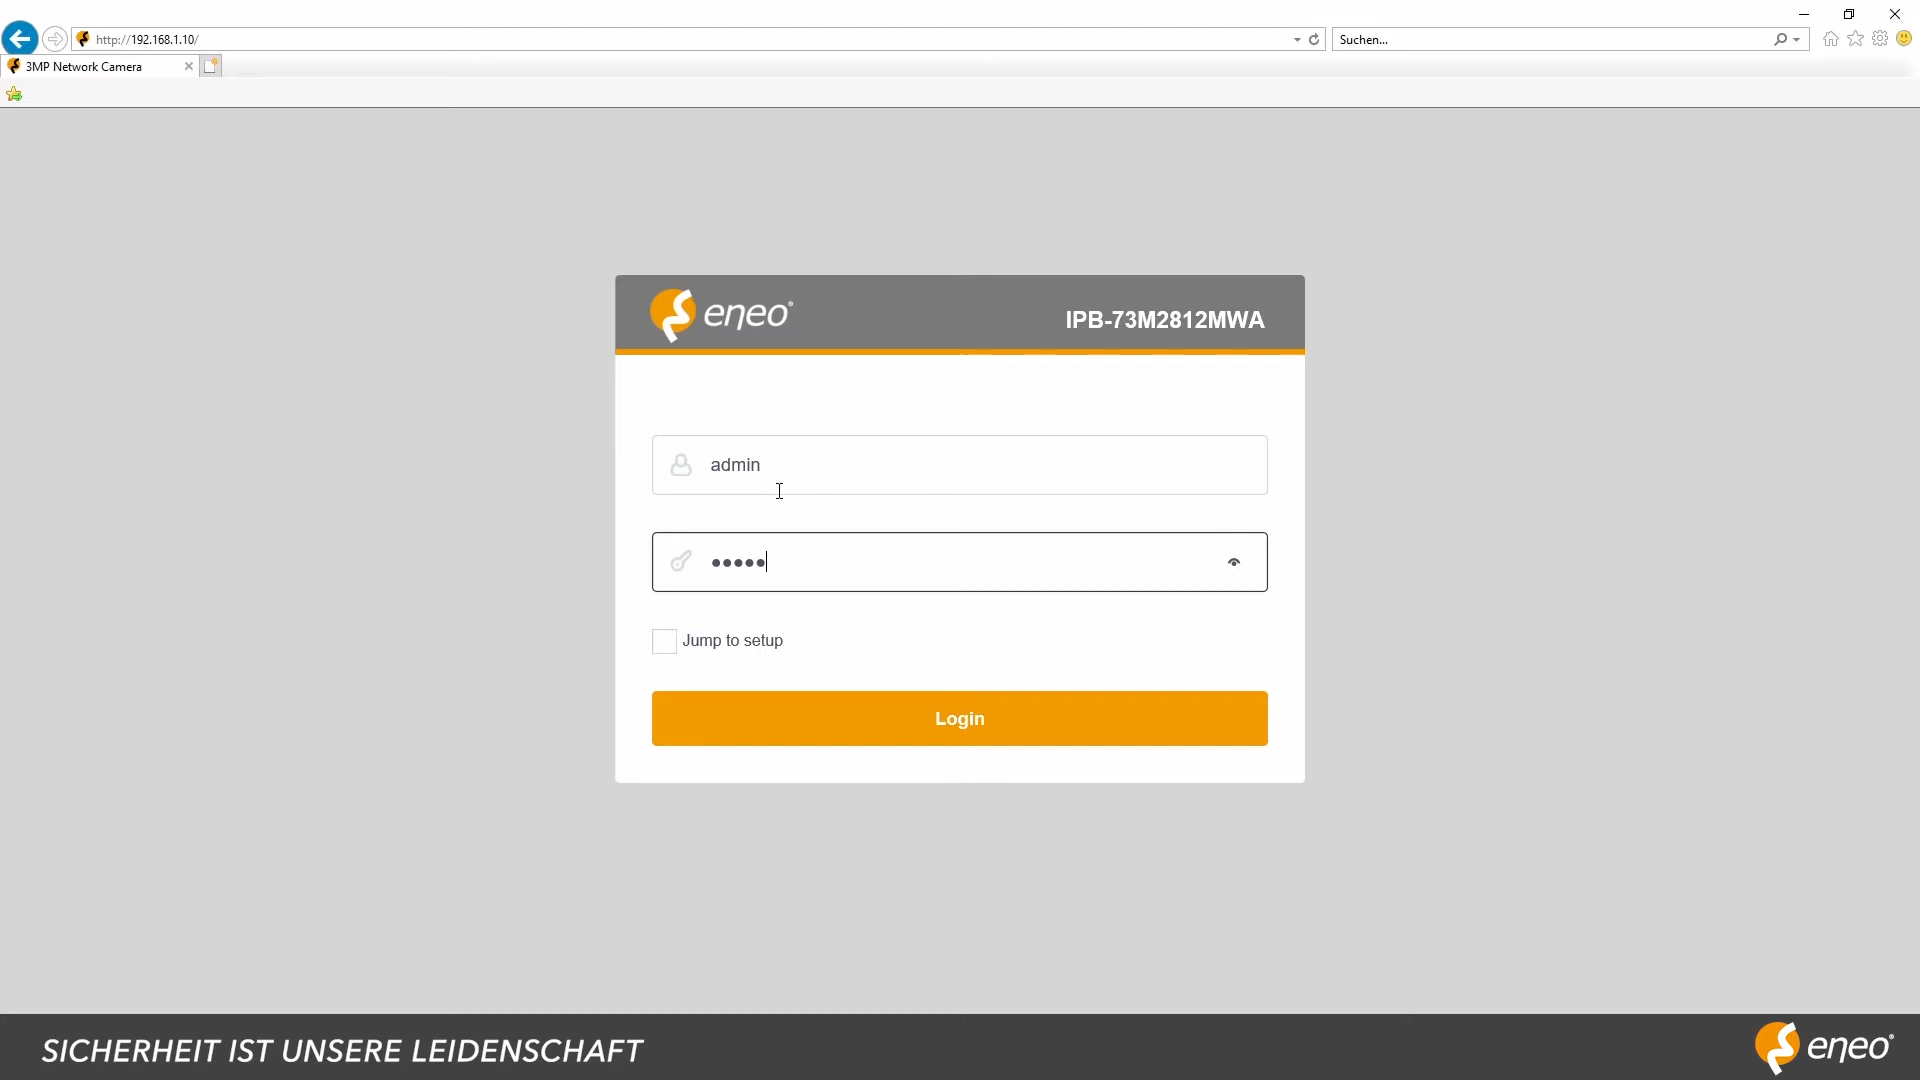 http://192.168.1.10/
Suchen...
3MP Network Camera
eneo®
IPB-73M2812MWA
admin
•••••
Jump to setup
Login
SICHERHEIT IST UNSERE LEIDENSCHAFT
eneo®